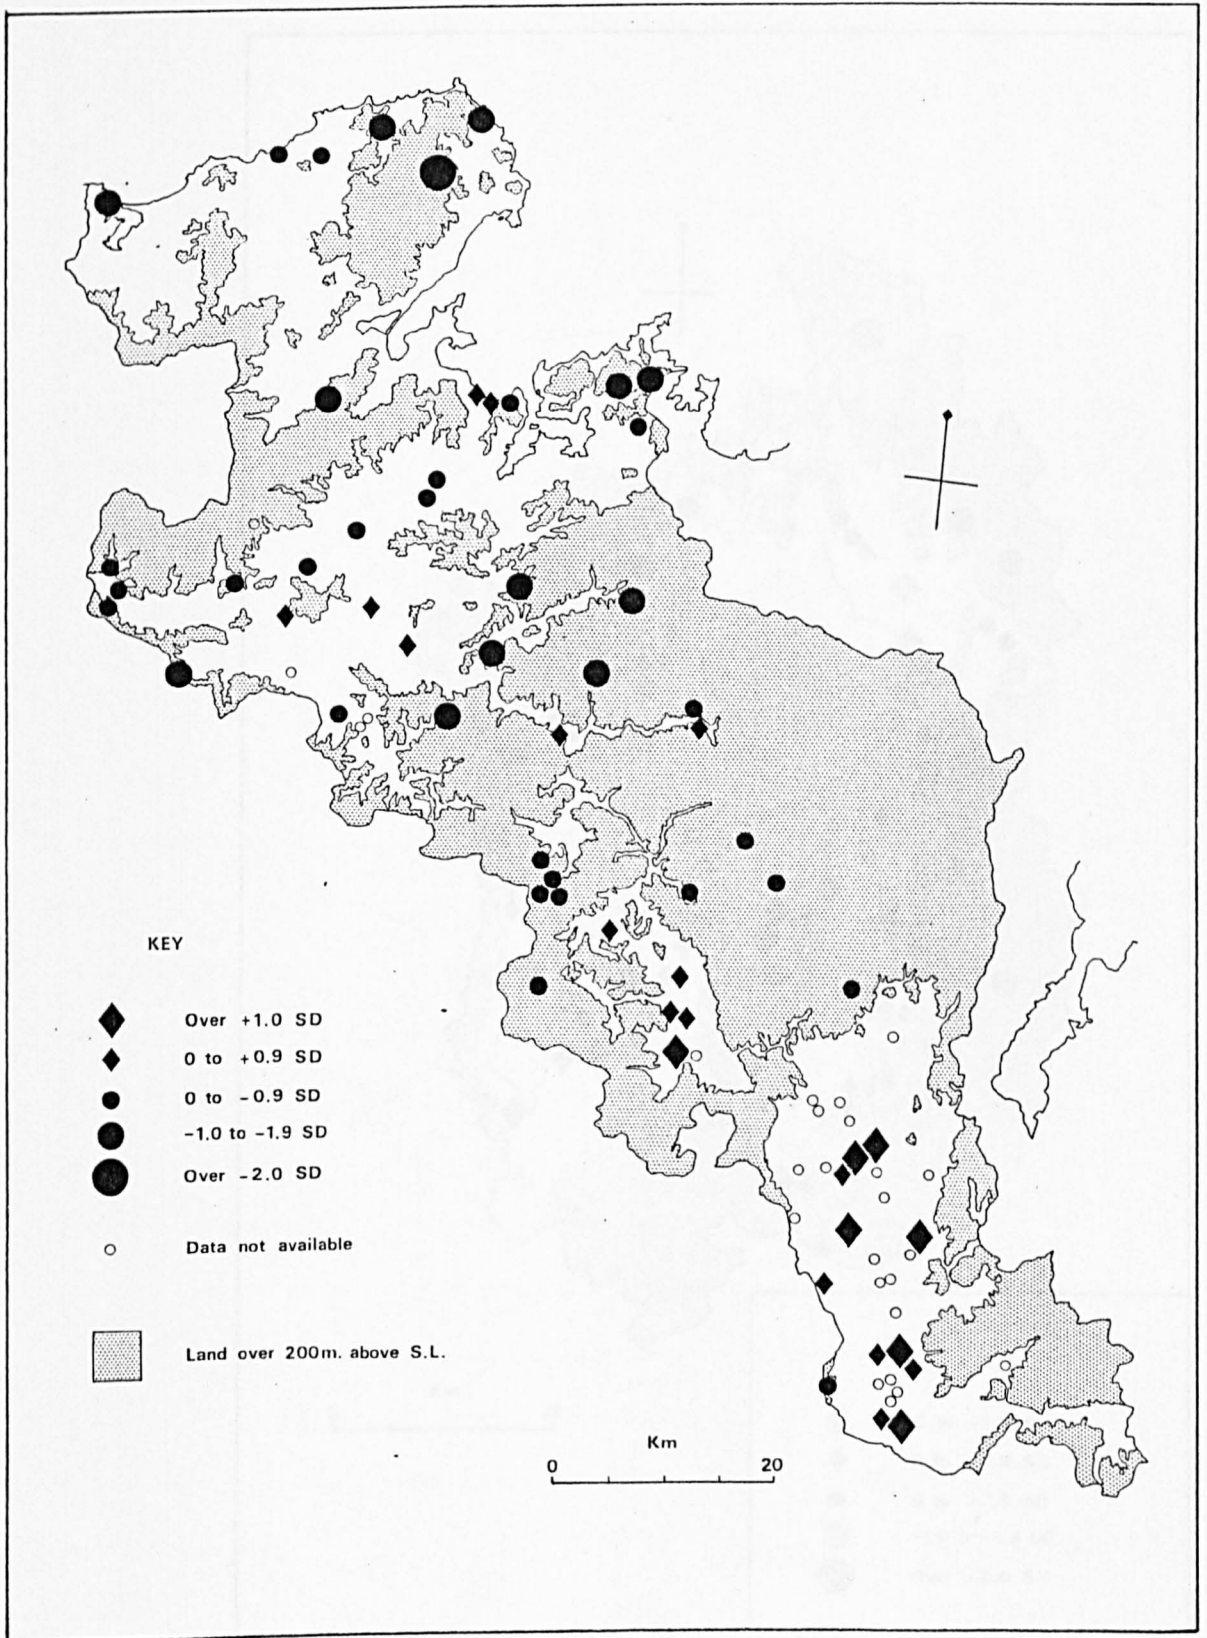 KEY
Over +1.0 SD
0 to +0.9 SD
0 to -0.9 SD
-1.0 to -1.9 SD
Over -2.0 SD
Data not available
Land over 200m. above S.L.
Km
0 20